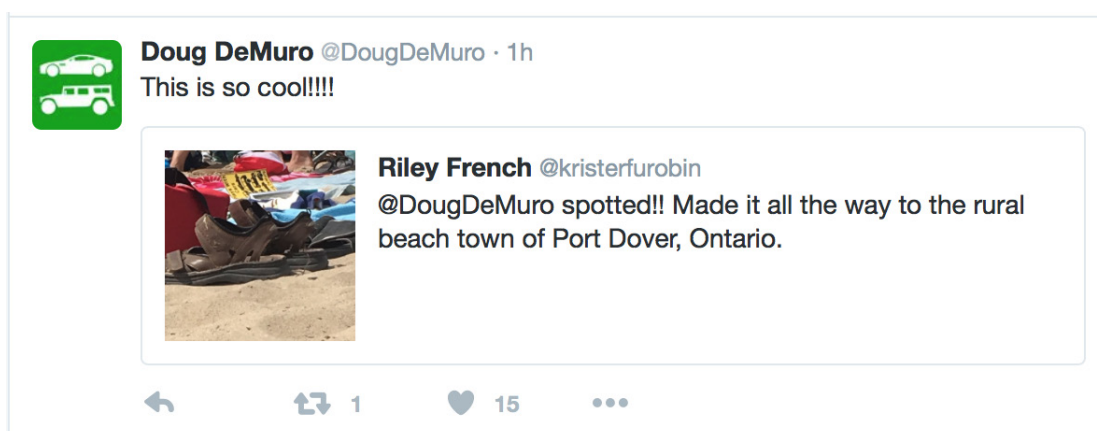 Doug DeMuro @DougDeMuro · 1h
This is so cool!!!!
Riley French @kristerfurobin
@DougDeMuro spotted!! Made it all the way to the rural
beach town of Port Dover, Ontario.
1 15